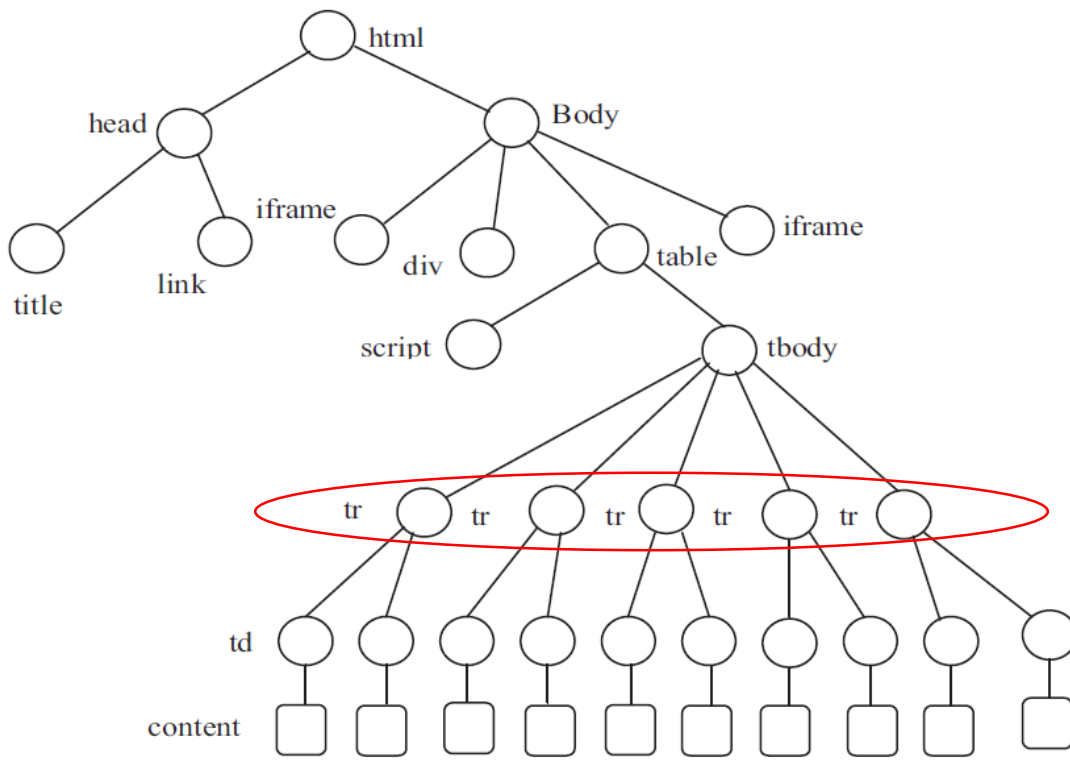 html
head
Body
iframe
iframe
div
table
link
title
script
tbody
tr tr tr tr tr
td
content